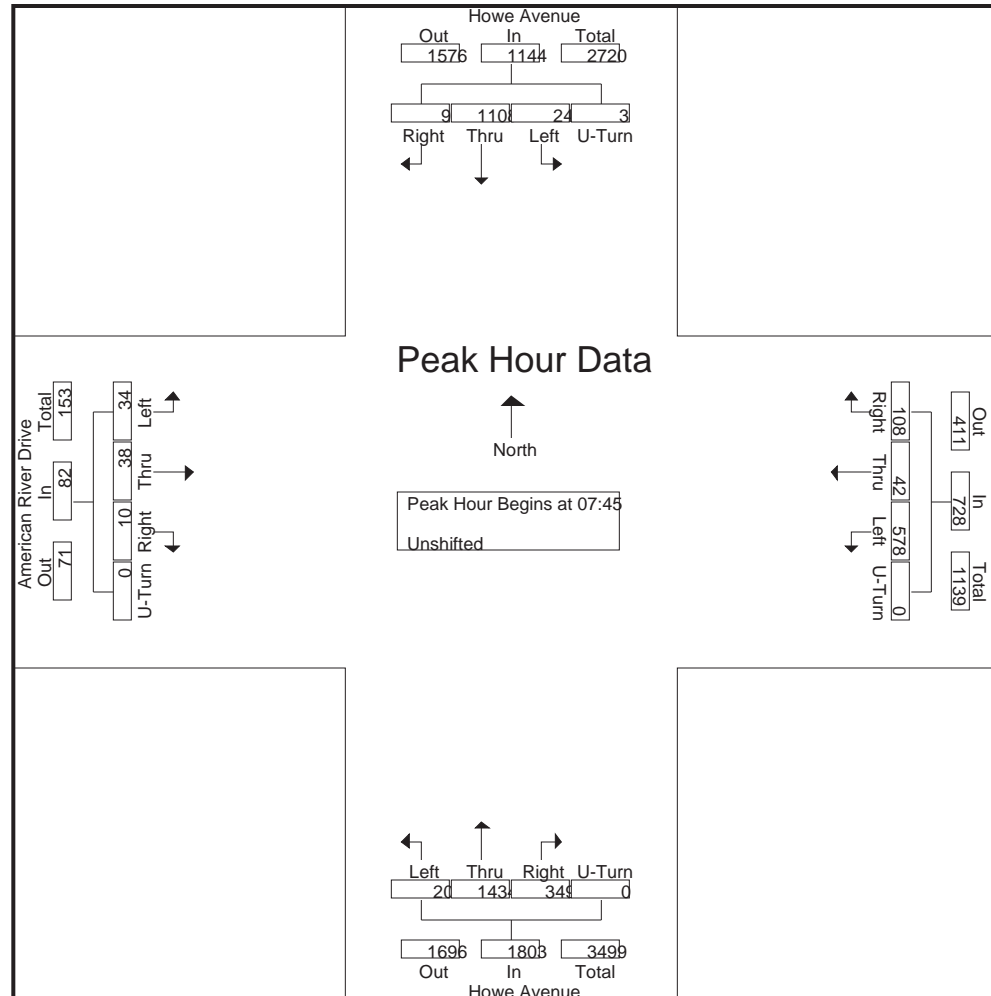 Howe Avenue
Out In Total
1576 1144 2720
9 1108 24 3
Right Thru Left U-Turn
Peak Hour Data
North
Peak Hour Begins at 07:45
Unshifted
American River Drive
Out In Total
71 82 153
0 10 38 34
U-Turn Right Thru Left
Right Thru Left U-Turn
108 42 578 0
Out In Total
411 728 1139
Left Thru Right U-Turn
20 1434 349 0
1696 1803 3499
Out In Total
Howe Avenue